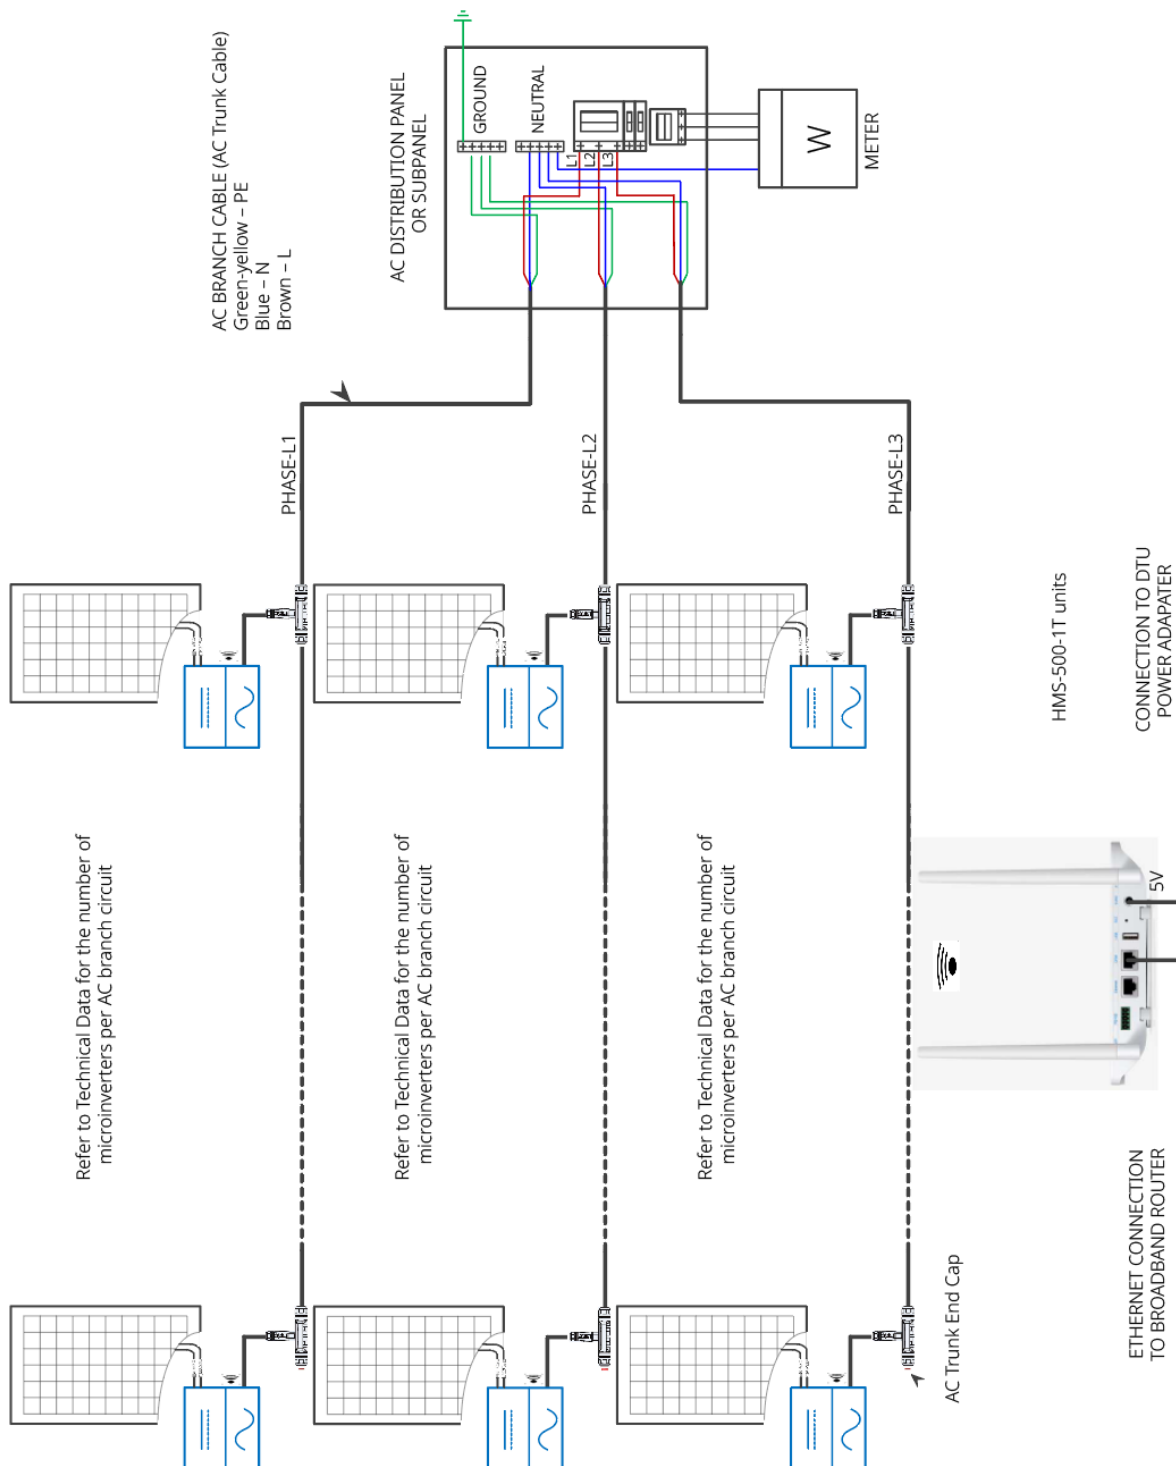 AC BRANCH CABLE (AC Trunk Cable)
Green-yellow – PE
Blue – N
Brown – L
AC DISTRIBUTION PANEL
OR SUBPANEL
GROUND
NEUTRAL
L1
L2
L3
W
METER
PHASE-L1
PHASE-L2
PHASE-L3
Refer to Technical Data for the number of
microinverters per AC branch circuit
Refer to Technical Data for the number of
microinverters per AC branch circuit
Refer to Technical Data for the number of
microinverters per AC branch circuit
HMS-500-1T units
CONNECTION TO DTU
POWER ADAPATER
5V
AC Trunk End Cap
ETHERNET CONNECTION
TO BROADBAND ROUTER